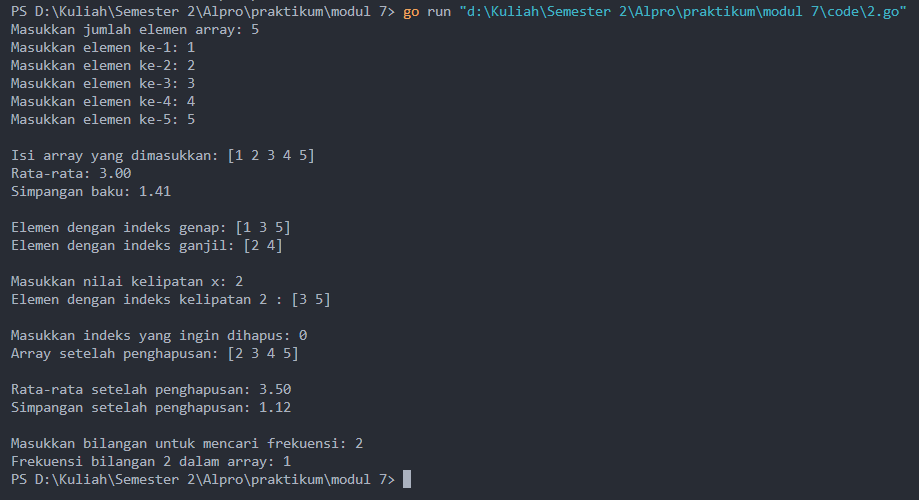 PS D:\Kuliah\Semester 2\Alpro\praktikum\modul 7> go run "d:\Kuliah\Semester 2\Alpro\praktikum\modul 7\code\2.go"
Masukkan jumlah elemen array: 5
Masukkan elemen ke-1: 1
Masukkan elemen ke-2: 2
Masukkan elemen ke-3: 3
Masukkan elemen ke-4: 4
Masukkan elemen ke-5: 5
Isi array yang dimasukkan: [1 2 3 4 5]
Rata-rata: 3.00
Simpangan baku: 1.41
Elemen dengan indeks genap: [1 3 5]
Elemen dengan indeks ganjil: [2 4]
Masukkan nilai kelipatan x: 2
Elemen dengan indeks kelipatan 2 : [3 5]
Masukkan indeks yang ingin dihapus: 0
Array setelah penghapusan: [2 3 4 5]
Rata-rata setelah penghapusan: 3.50
Simpangan setelah penghapusan: 1.12
Masukkan bilangan untuk mencari frekuensi: 2
Frekuensi bilangan 2 dalam array: 1
PS D:\Kuliah\Semester 2\Alpro\praktikum\modul 7>